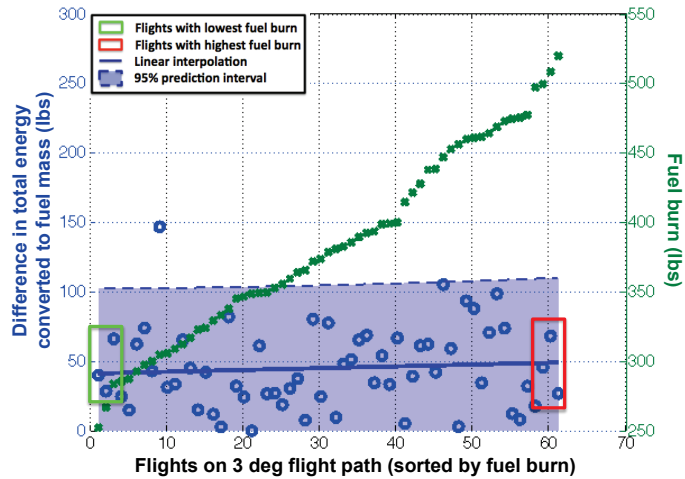 Flights with lowest fuel burn
Flights with highest fuel burn
Linear interpolation
95% prediction interval
300
250
200
150
100
50
0
Difference in total energy
converted to fuel mass (lbs)
550
500
450
400
350
300
250
Fuel burn
(lbs)
0 10 20 30 40 50 60 70
Flights on 3 deg flight path (sorted by fuel burn)